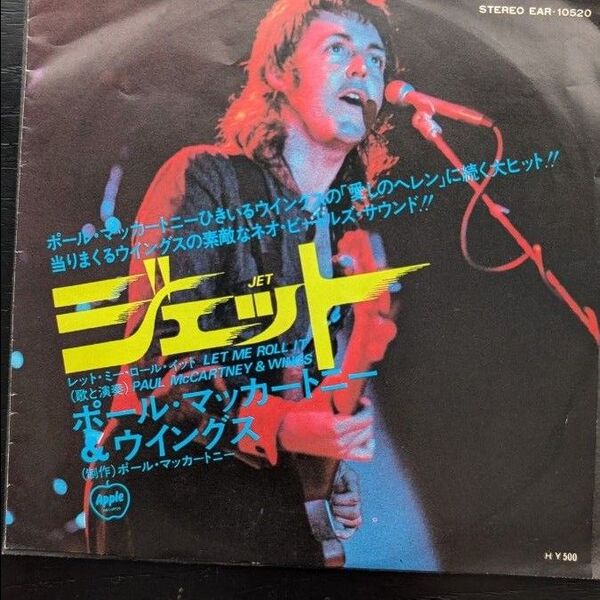 STEREO EAR-10520
ポール・マッカートニーひきいるウイングスの「愛しのヘレン」に続く大ヒット!!
当りまくるウイングスの素敵なネオ・ビートルズ・サウンド!!
JET
ジェット
レット・ミー・ロール・イット LET ME ROLL IT
(歌と演奏) PAUL McCARTNEY & WINGS
ポール・マッカートニー
&ウイングス
(制作)ポール・マッカートニー
Apple
RECORDS
Ⓗ ¥500